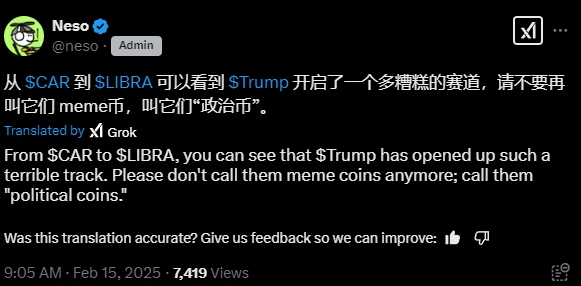 Neso
@neso · Admin
从 $CAR 到 $LIBRA 可以看到 $Trump 开启了一个多糟糕的赛道，请不要再
叫它们 meme币，叫它们“政治币”。
Translated by Grok
From $CAR to $LIBRA, you can see that $Trump has opened up such a
terrible track. Please don't call them meme coins anymore; call them
"political coins."
Was this translation accurate? Give us feedback so we can improve:
9:05 AM · Feb 15, 2025 · 7,419 Views